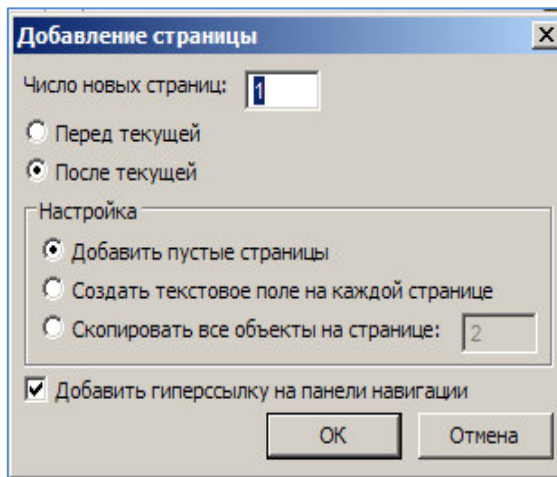 Добавление страницы
Число новых страниц: 1
Перед текущей
После текущей
Настройка
Добавить пустые страницы
Создать текстовое поле на каждой странице
Скопировать все объекты на странице: 2
Добавить гиперссылку на панели навигации
ОК Отмена